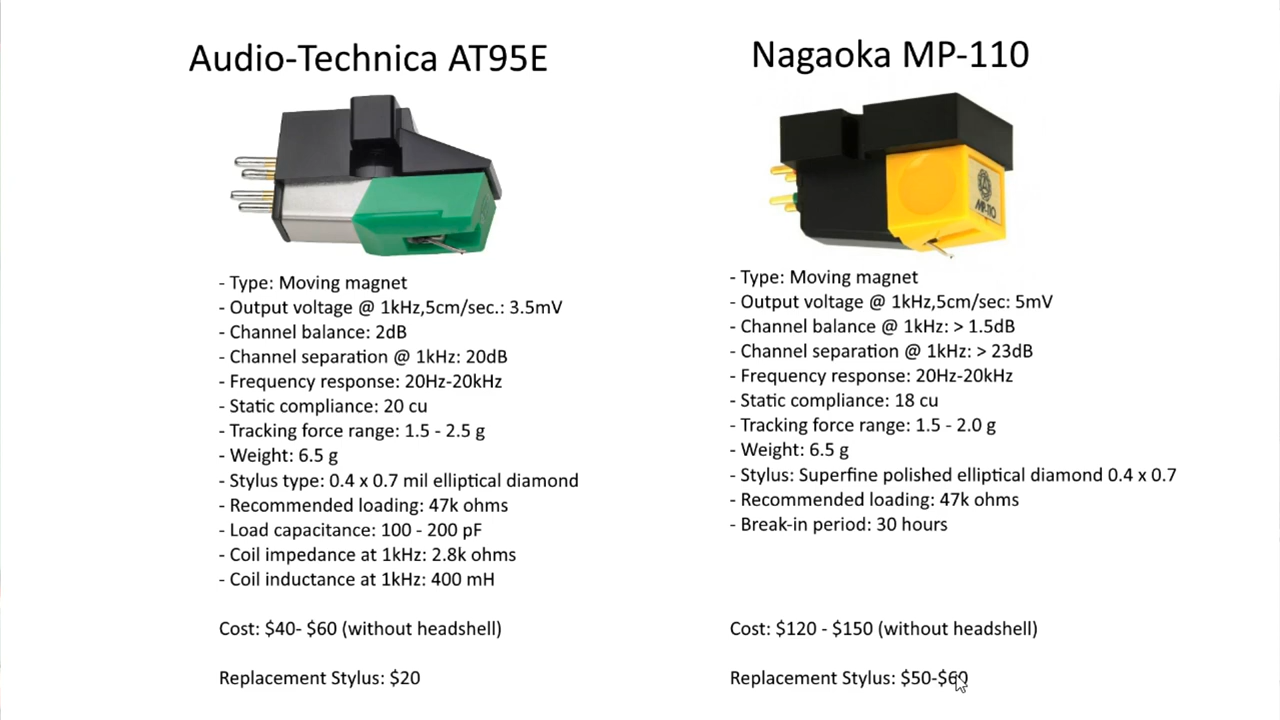 Audio-Technica AT95E
- Type: Moving magnet
- Output voltage @ 1kHz,5cm/sec.: 3.5mV
- Channel balance: 2dB
- Channel separation @ 1kHz: 20dB
- Frequency response: 20Hz-20kHz
- Static compliance: 20 cu
- Tracking force range: 1.5 - 2.5 g
- Weight: 6.5 g
- Stylus type: 0.4 x 0.7 mil elliptical diamond
- Recommended loading: 47k ohms
- Load capacitance: 100 - 200 pF
- Coil impedance at 1kHz: 2.8k ohms
- Coil inductance at 1kHz: 400 mH
Cost: $40- $60 (without headshell)
Replacement Stylus: $20
Nagaoka MP-110
MP-110
- Type: Moving magnet
- Output voltage @ 1kHz,5cm/sec: 5mV
- Channel balance @ 1kHz: > 1.5dB
- Channel separation @ 1kHz: > 23dB
- Frequency response: 20Hz-20kHz
- Static compliance: 18 cu
- Tracking force range: 1.5 - 2.0 g
- Weight: 6.5 g
- Stylus: Superfine polished elliptical diamond 0.4 x 0.7
- Recommended loading: 47k ohms
- Break-in period: 30 hours
Cost: $120 - $150 (without headshell)
Replacement Stylus: $50-$60